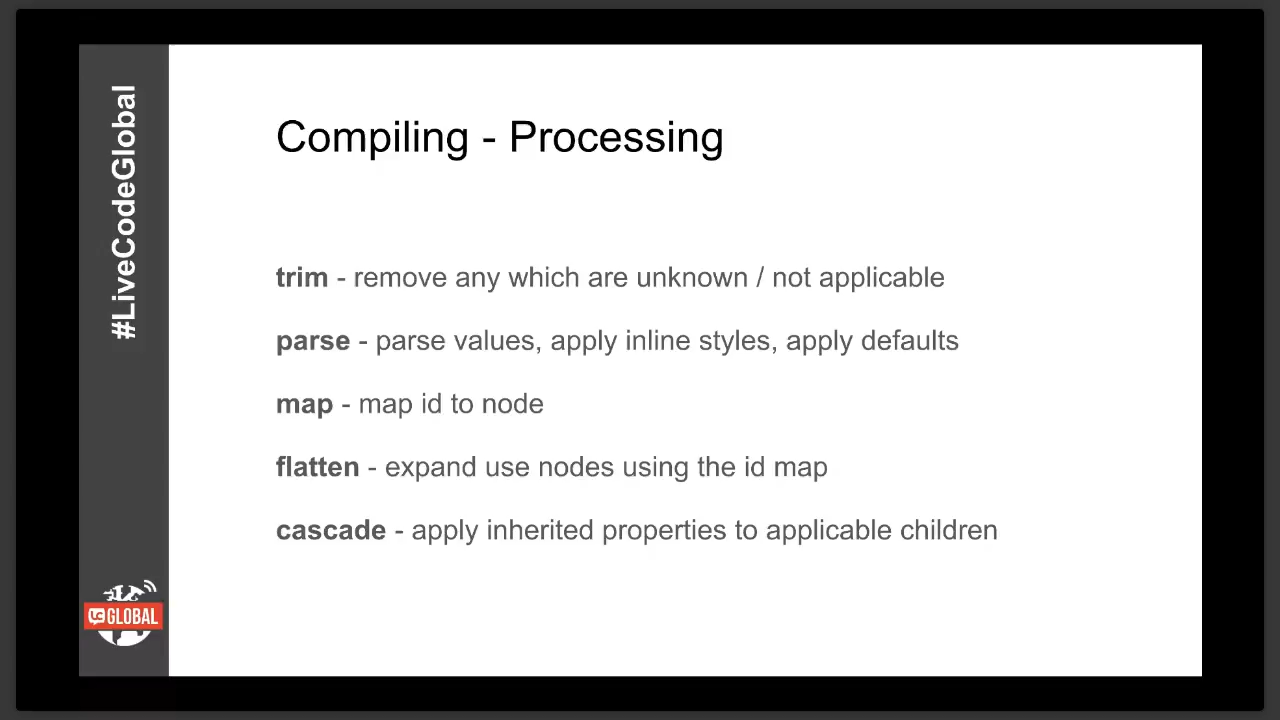 #LiveCodeGlobal
Compiling - Processing
trim - remove any which are unknown / not applicable
parse - parse values, apply inline styles, apply defaults
map - map id to node
flatten - expand use nodes using the id map
cascade - apply inherited properties to applicable children
LC GLOBAL